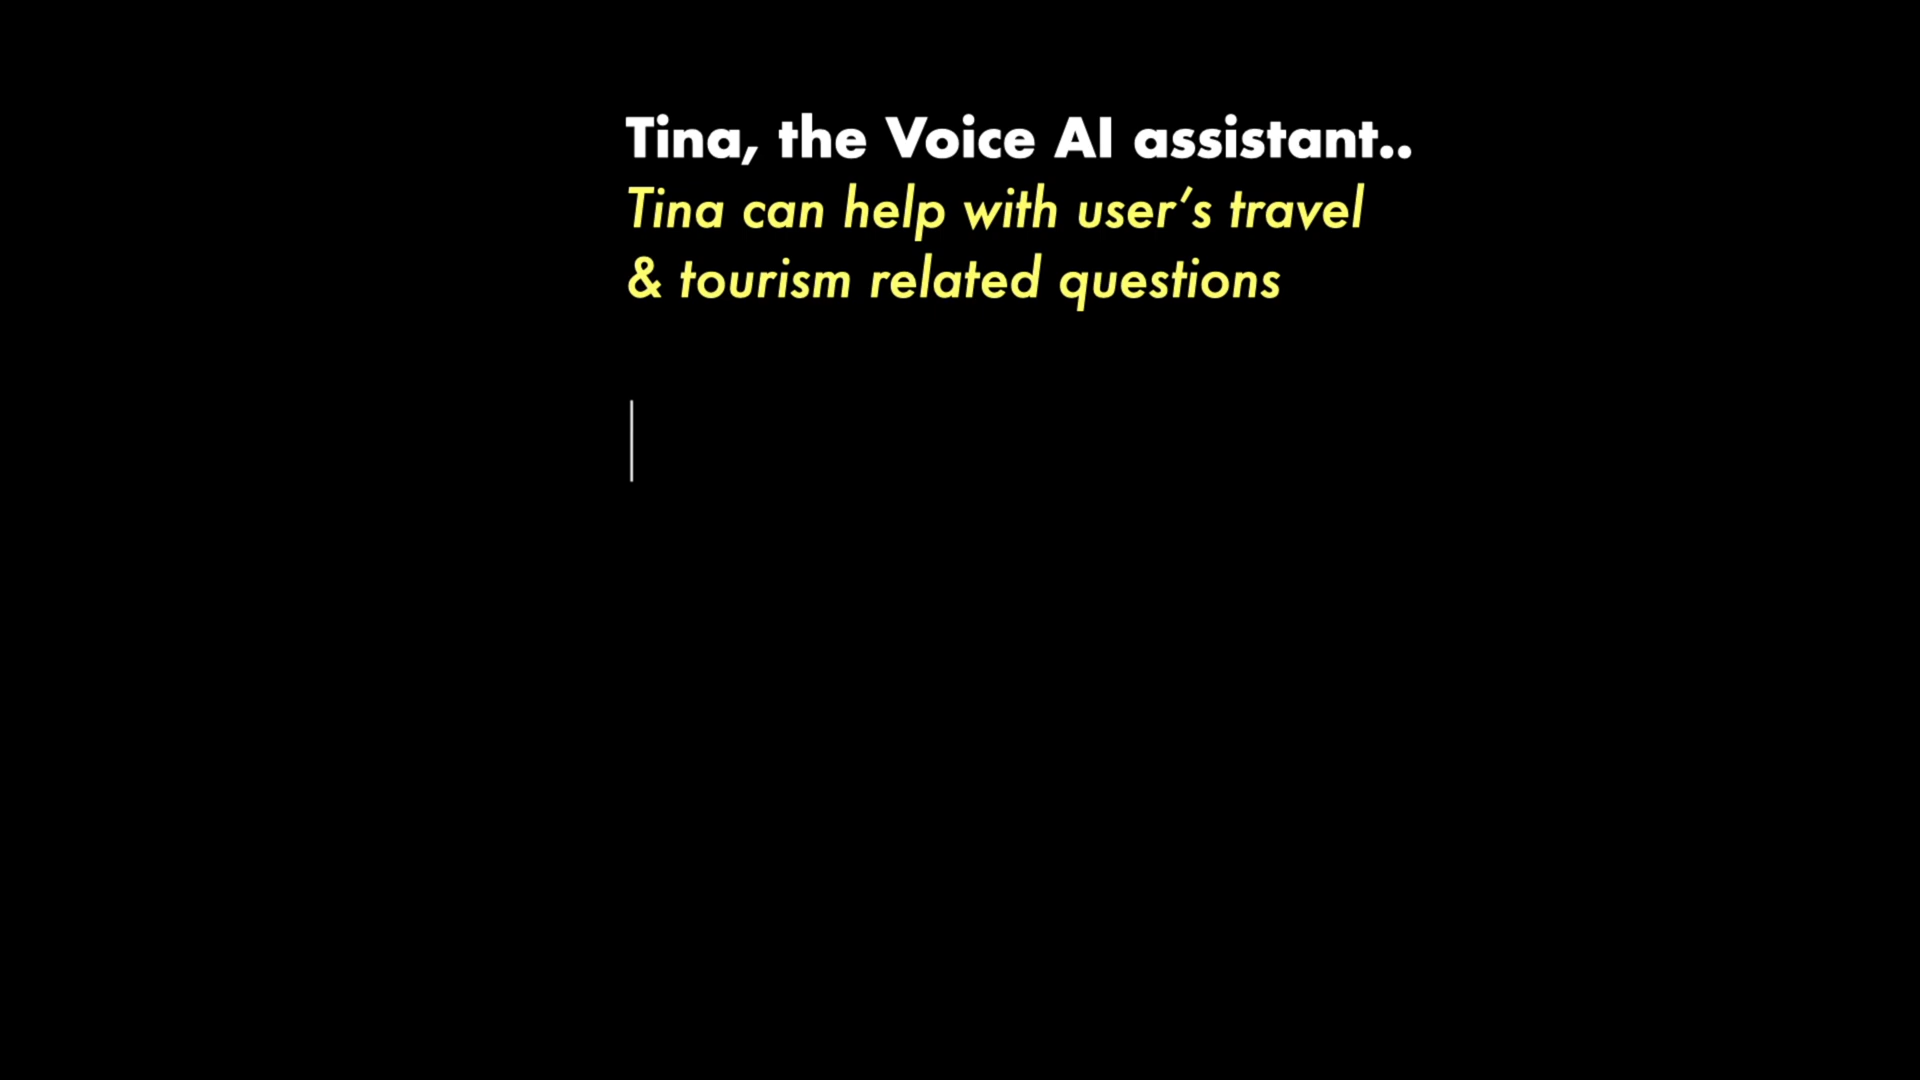 Tina, the Voice AI assistant..
Tina can help with user’s travel
& tourism related questions